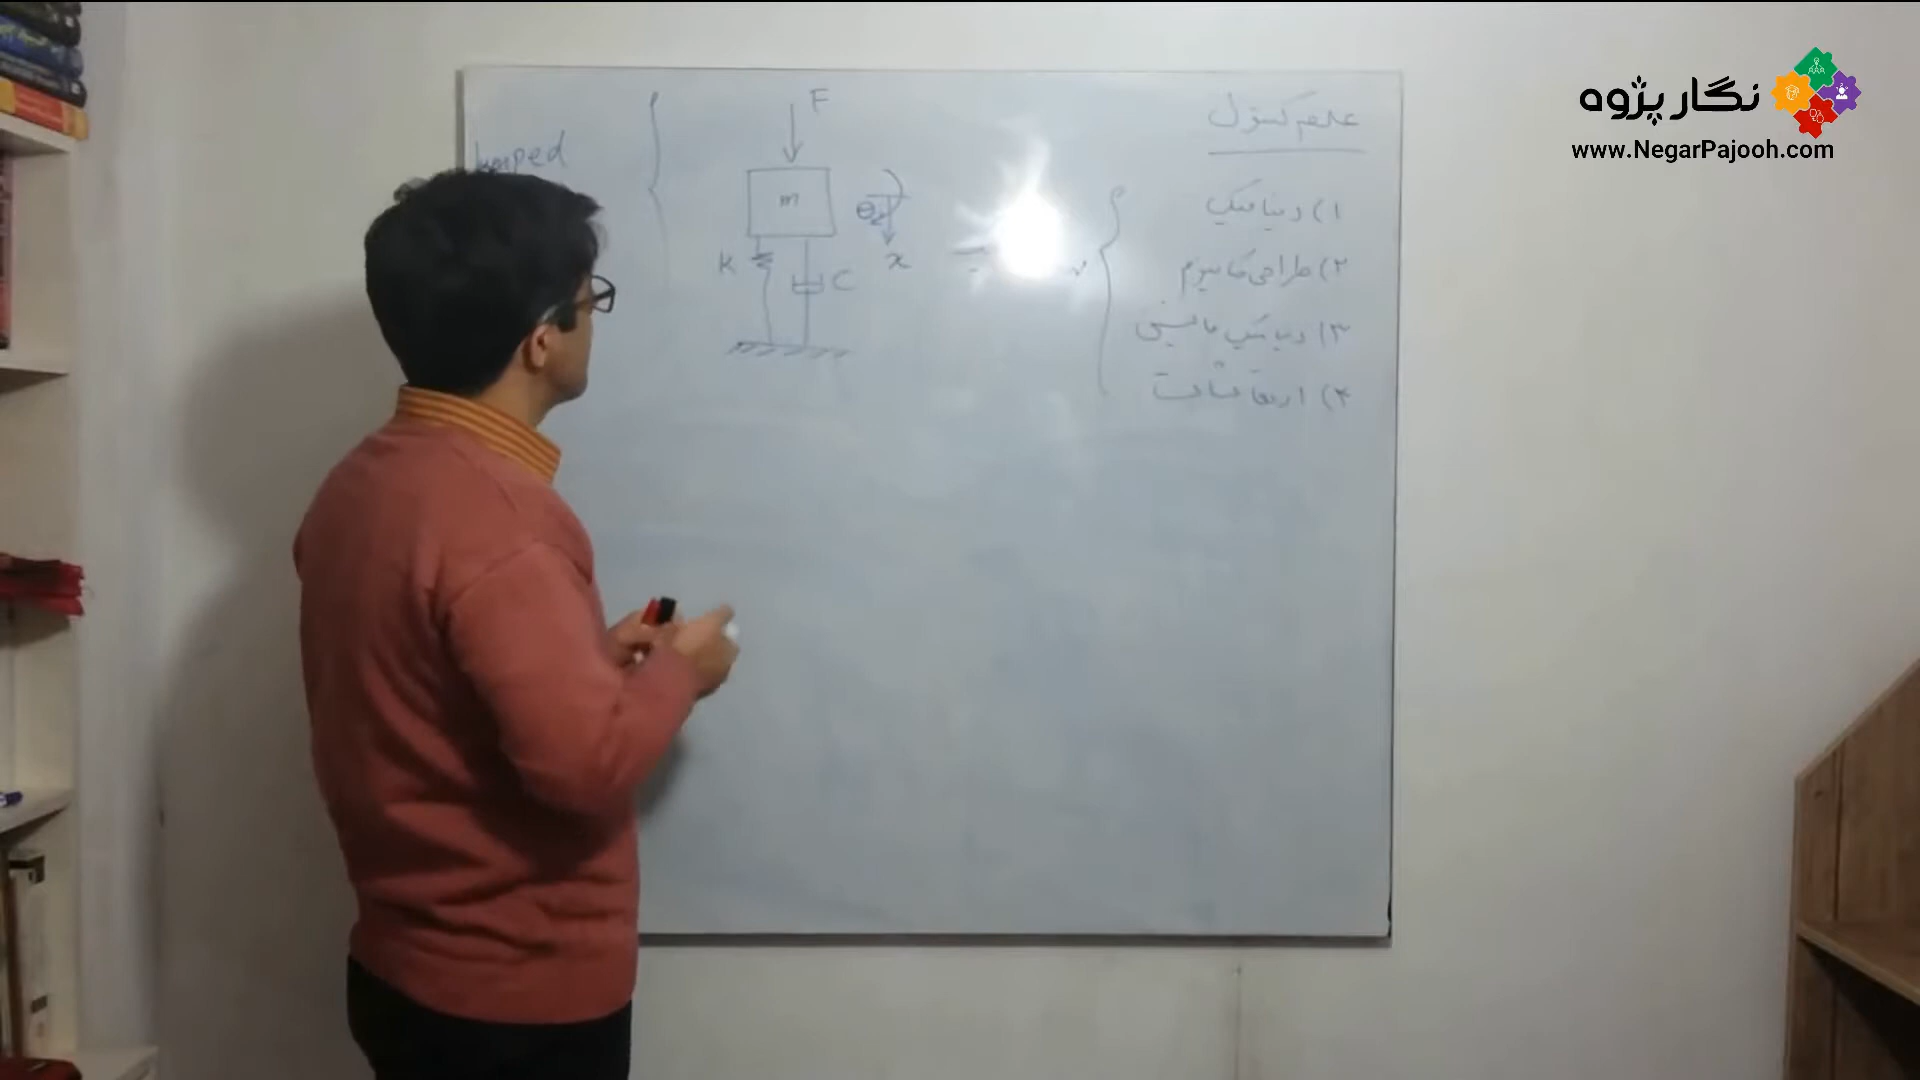 نگار پژوه
www.NegarPajooh.com
علم کنترل
۱) دینامیک
۲) طراحی مکانیزم
۳) دینامیک ماشین
۴) ارتعاشات
F
m
θ
x
K
C
Lumped